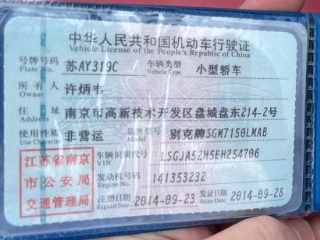 中华人民共和国机动车行驶证
Vehicle License of the People's Republic of China
号牌号码 苏AY319C 车辆类型 小型轿车
Plate No. Vehicle Type
所有人 许炳韦
Owner
住址 南京市高新技术开发区盘城盘东214-2号
使用性质 非营运 品牌型号 别克牌SGM7150LMAB
江苏省南京市公安局交通管理局
车辆识别代号 LSGJA52H5EH254706
VIN
发动机号码 141353232
Engine No.
注册日期 2014-09-23 发证日期 2014-09-28
Register Date Issue Date